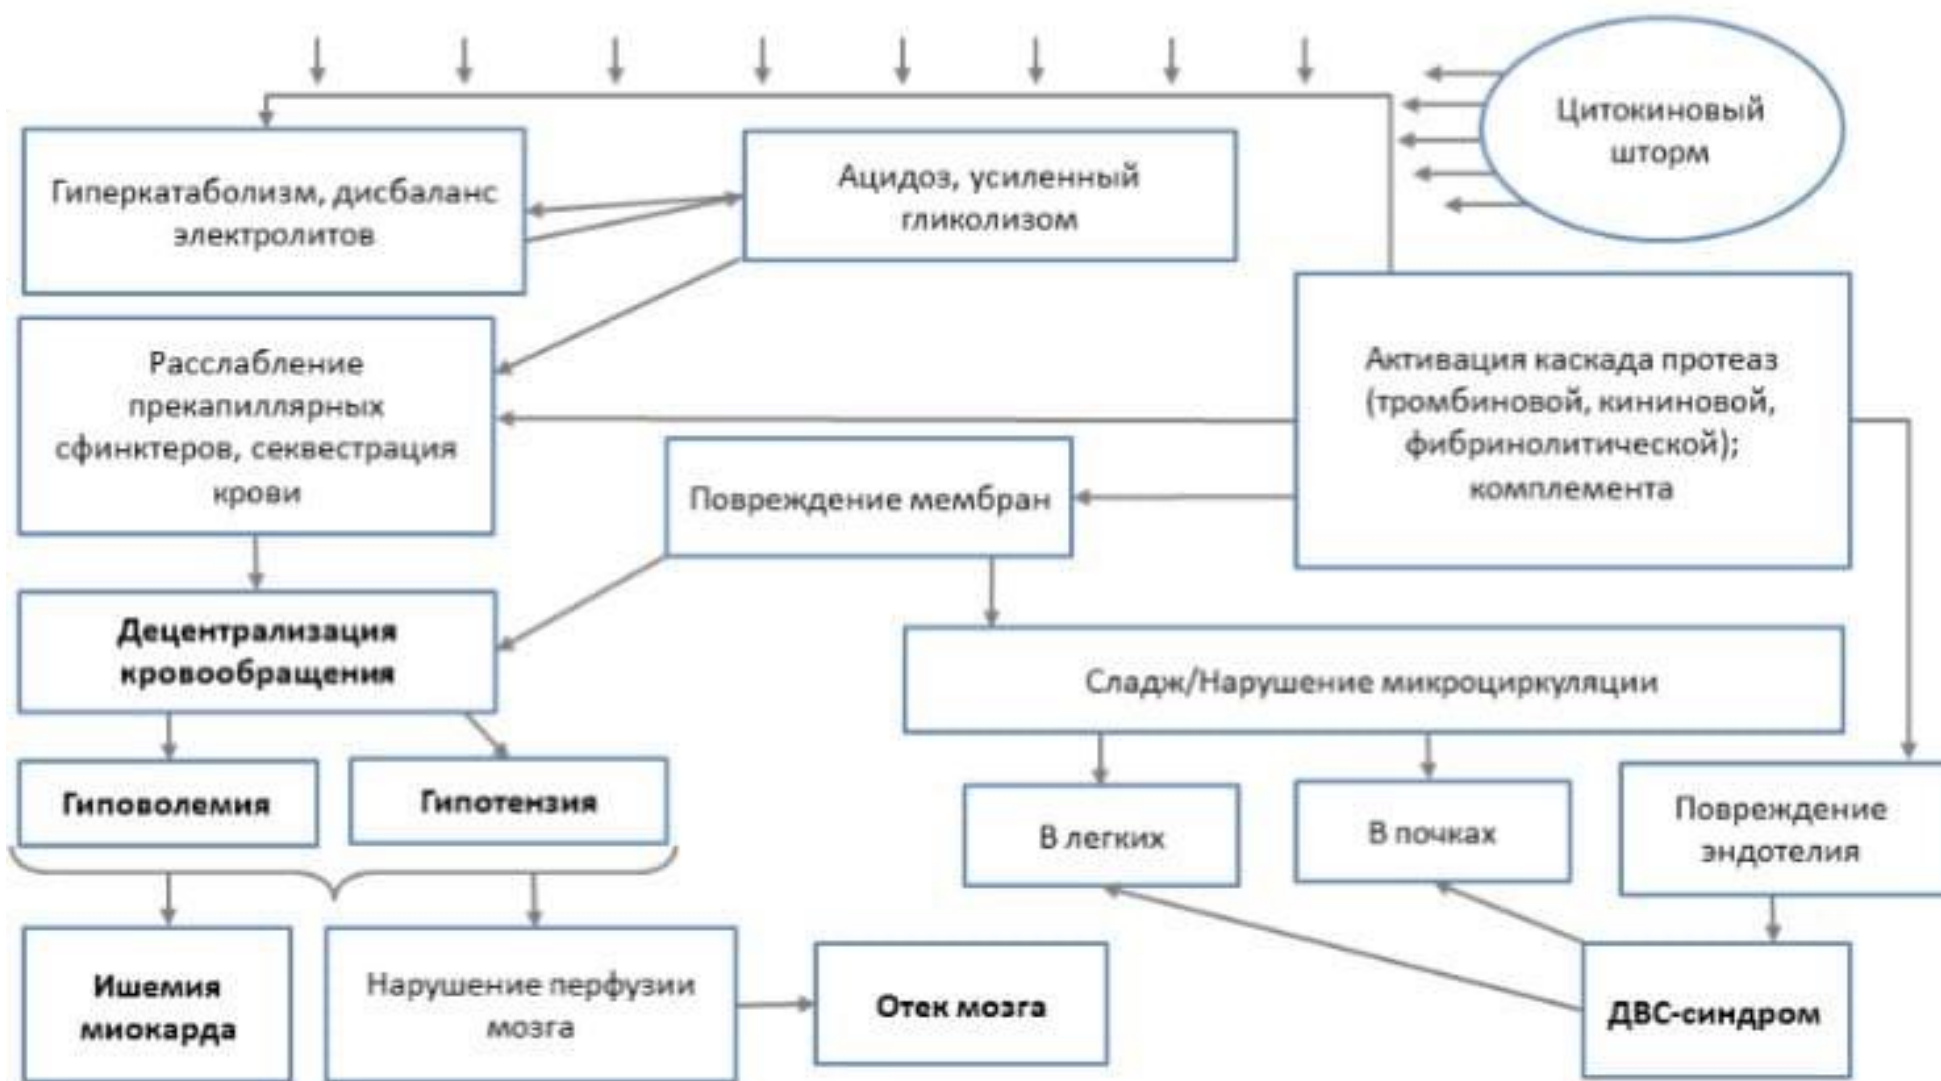 Цитокиновый
шторм
Гиперкатаболизм, дисбаланс
электролитов
Ацидоз, усиленный
гликолизом
Расслабление
прекапиллярных
сфинктеров, секвестрация
крови
Активация каскада протеаз
(тромбиновой, кининовой,
фибринолитической);
комплемента
Повреждение мембран
Децентрализация
кровообращения
Сладж/Нарушение микроциркуляции
Гиповолемия
Гипотензия
В легких
В почках
Повреждение
эндотелия
Ишемия
миокарда
Нарушение перфузии
мозга
Отек мозга
ДВС-синдром